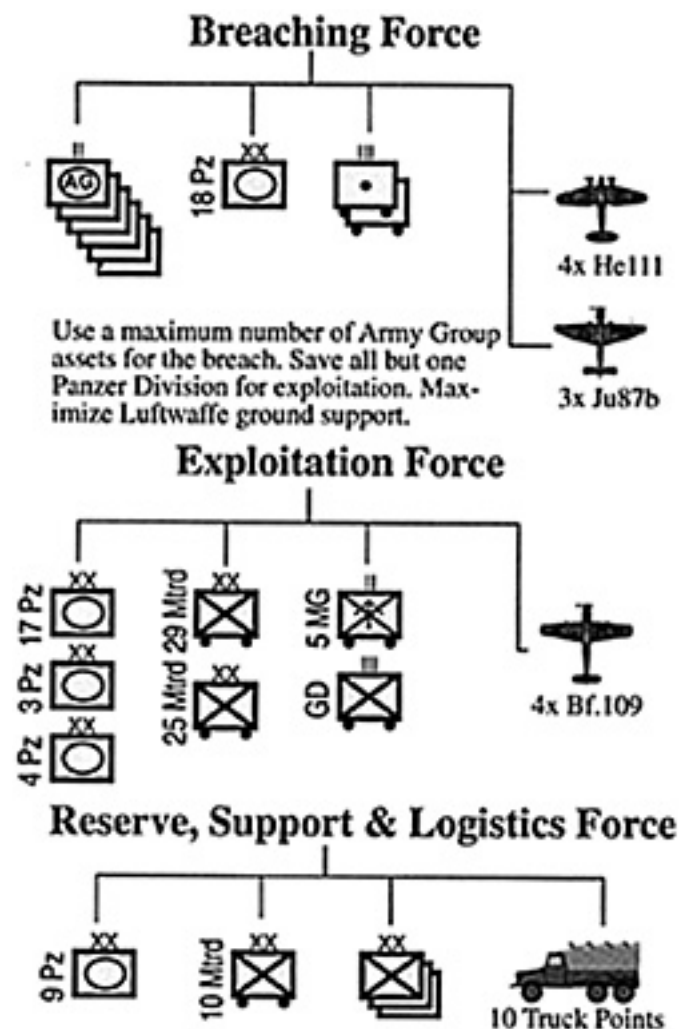 Breaching Force
II
AG
18 Pz
XX
III
4x He111
3x Ju87b
Use a maximum number of Army Group
assets for the breach. Save all but one
Panzer Division for exploitation. Max-
imize Luftwaffe ground support.
Exploitation Force
17 Pz
XX
3 Pz
XX
4 Pz
XX
29 Mtrd
XX
25 Mtrd
XX
5 MG
II
GD
III
4x Bf.109
Reserve, Support & Logistics Force
9 Pz
XX
10 Mtrd
XX
XX
10 Truck Points